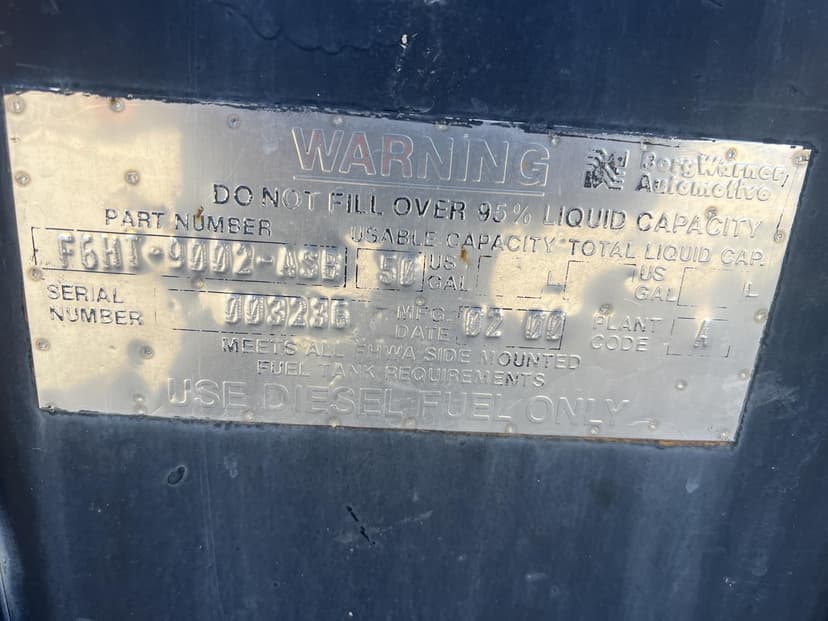 WARNING
BorgWarner
Automotive
DO NOT FILL OVER 95% LIQUID CAPACITY
PART NUMBER USABLE CAPACITY TOTAL LIQUID CAP.
F6HT-9002-ASB 50 US GAL L US GAL L
SERIAL NUMBER 003236 MFG. DATE 02 00 PLANT CODE A
MEETS ALL FHWA SIDE MOUNTED
FUEL TANK REQUIREMENTS
USE DIESEL FUEL ONLY